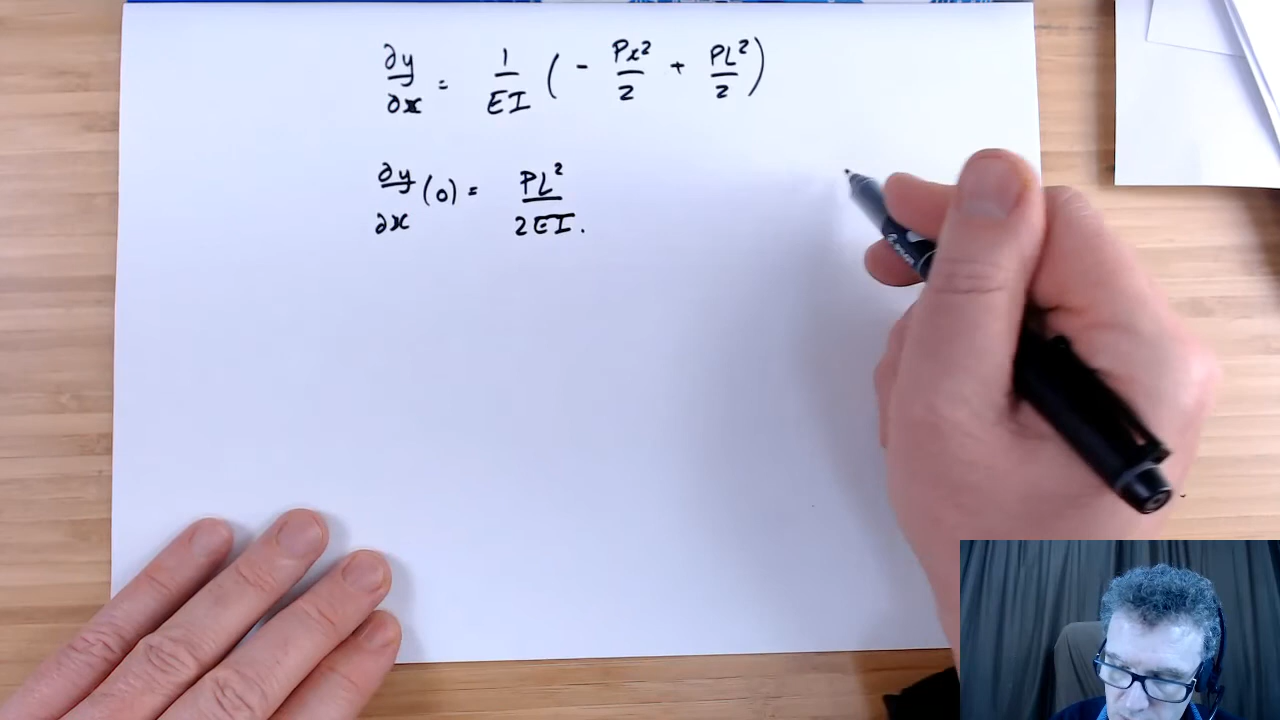 ∂y/∂x = 1/EI (- Px²/2 + PL²/2)
∂y/∂x (0) = PL²/2EI.